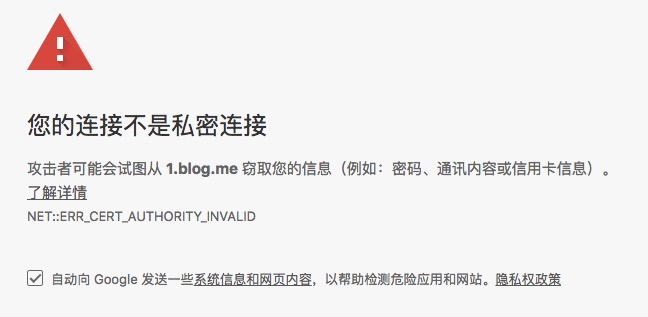 您的连接不是私密连接
攻击者可能会试图从 1.blog.me 窃取您的信息（例如：密码、通讯内容或信用卡信息）。
了解详情
NET::ERR_CERT_AUTHORITY_INVALID
自动向 Google 发送一些系统信息和网页内容，以帮助检测危险应用和网站。隐私权政策